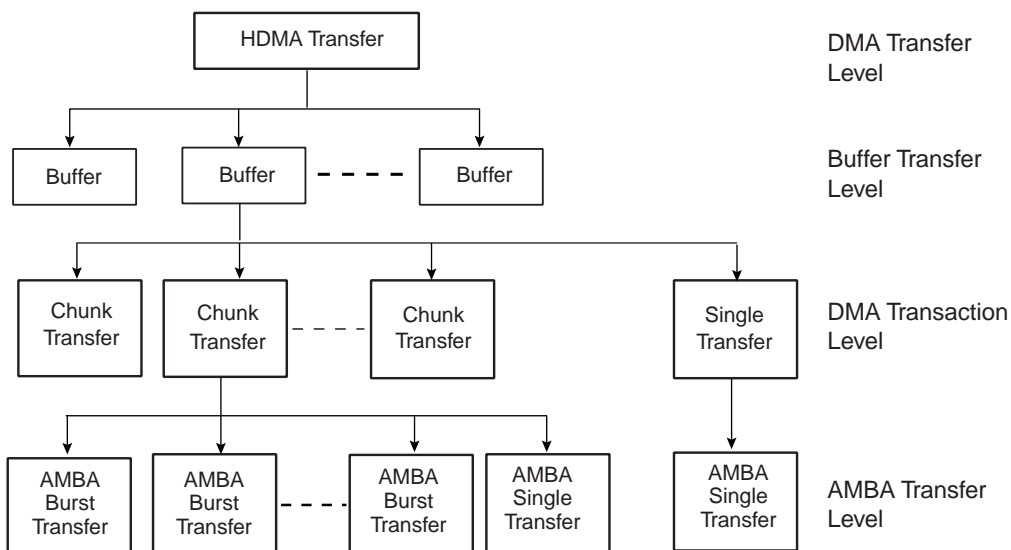 HDMA Transfer
DMA Transfer
Level
Buffer
Buffer
Buffer
Buffer Transfer
Level
Chunk
Transfer
Chunk
Transfer
Chunk
Transfer
Single
Transfer
DMA Transaction
Level
AMBA
Burst
Transfer
AMBA
Burst
Transfer
AMBA
Burst
Transfer
AMBA
Single
Transfer
AMBA
Single
Transfer
AMBA Transfer
Level